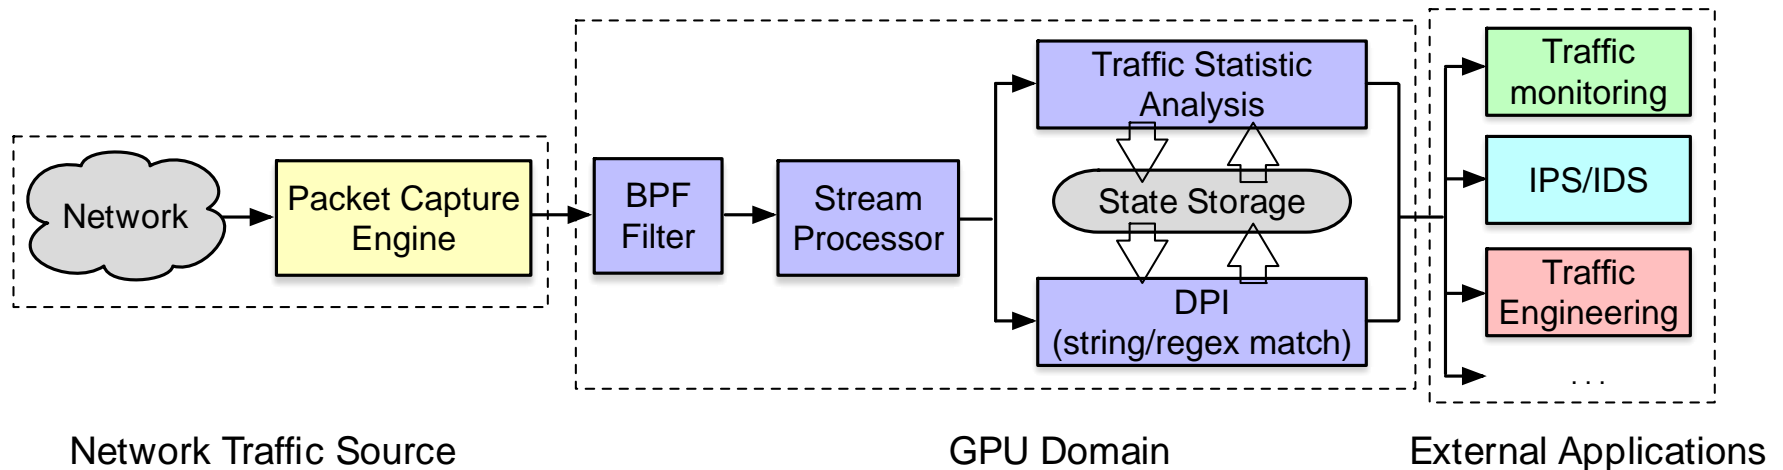 Network
Packet Capture
Engine
BPF
Filter
Stream
Processor
Traffic Statistic
Analysis
State Storage
DPI
(string/regex match)
Traffic
monitoring
IPS/IDS
Traffic
Engineering
...
Network Traffic Source
GPU Domain
External Applications